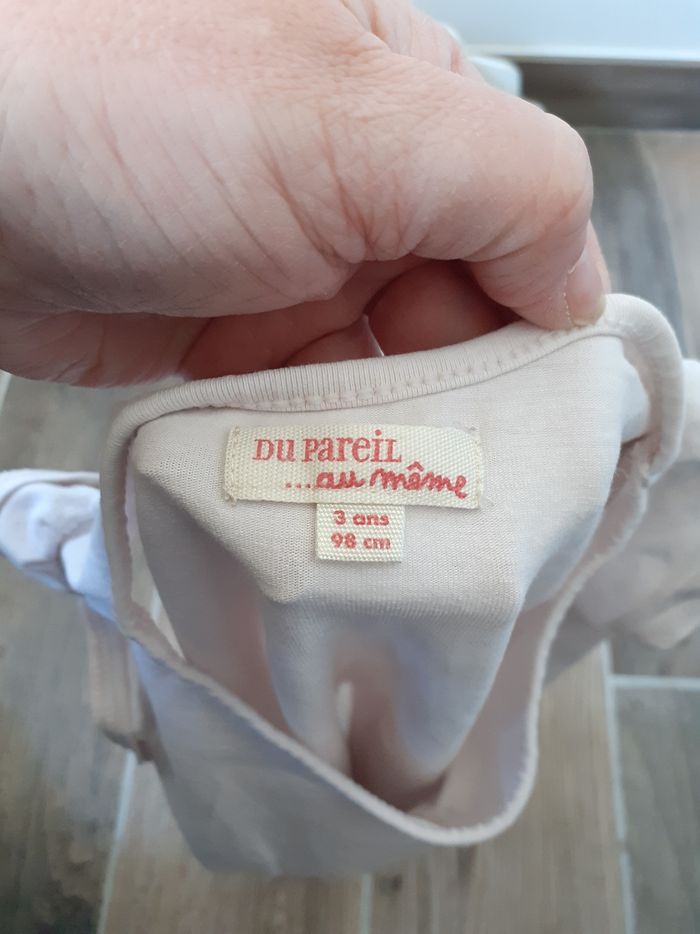 Du Pareil
...au même
3 ans
98 cm